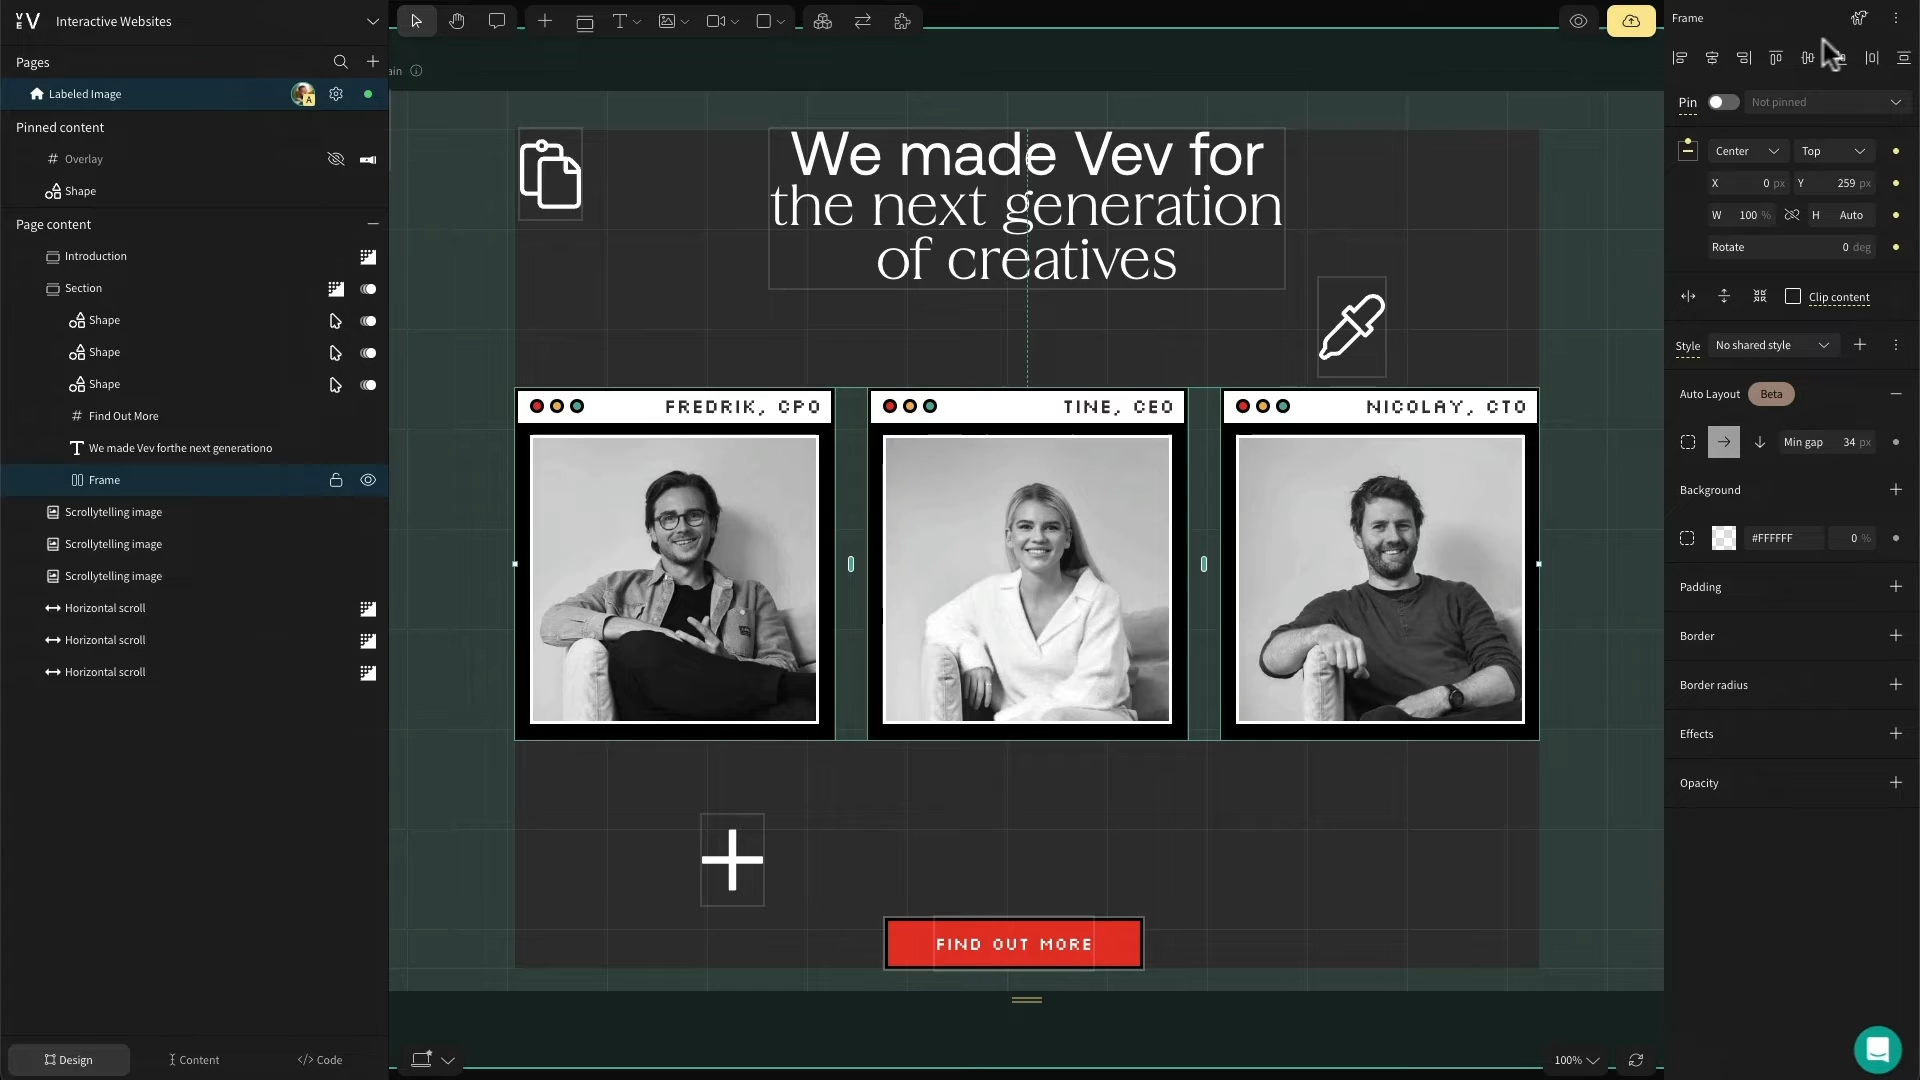 Interactive Websites
Pages
Labeled Image
A
Pinned content
Overlay
Shape
Page content
Introduction
Section
Shape
Shape
Shape
Find Out More
We made Vev forthe next generationo
Frame
Scrollytelling image
Scrollytelling image
Scrollytelling image
Horizontal scroll
Horizontal scroll
Horizontal scroll
Design
Content
</> Code
ain
We made Vev for
the next generation
of creatives
FREDRIK, CPO
TINE, CEO
NICOLAY, CTO
FIND OUT MORE
100%
Frame
Pin
Not pinned
Center
Top
X 0 px
Y 259 px
W 100 %
H Auto
Rotate 0 deg
Clip content
Style
No shared style
Auto Layout
Beta
Min gap 34 px
Background
#FFFFFF 0 %
Padding
Border
Border radius
Effects
Opacity